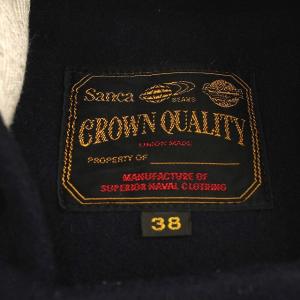 Sanca BEAMS
CROWN QUALITY
UNION MADE
PROPERTY OF
MANUFACTURE OF
SUPERIOR NAVAL CLOTHING
38